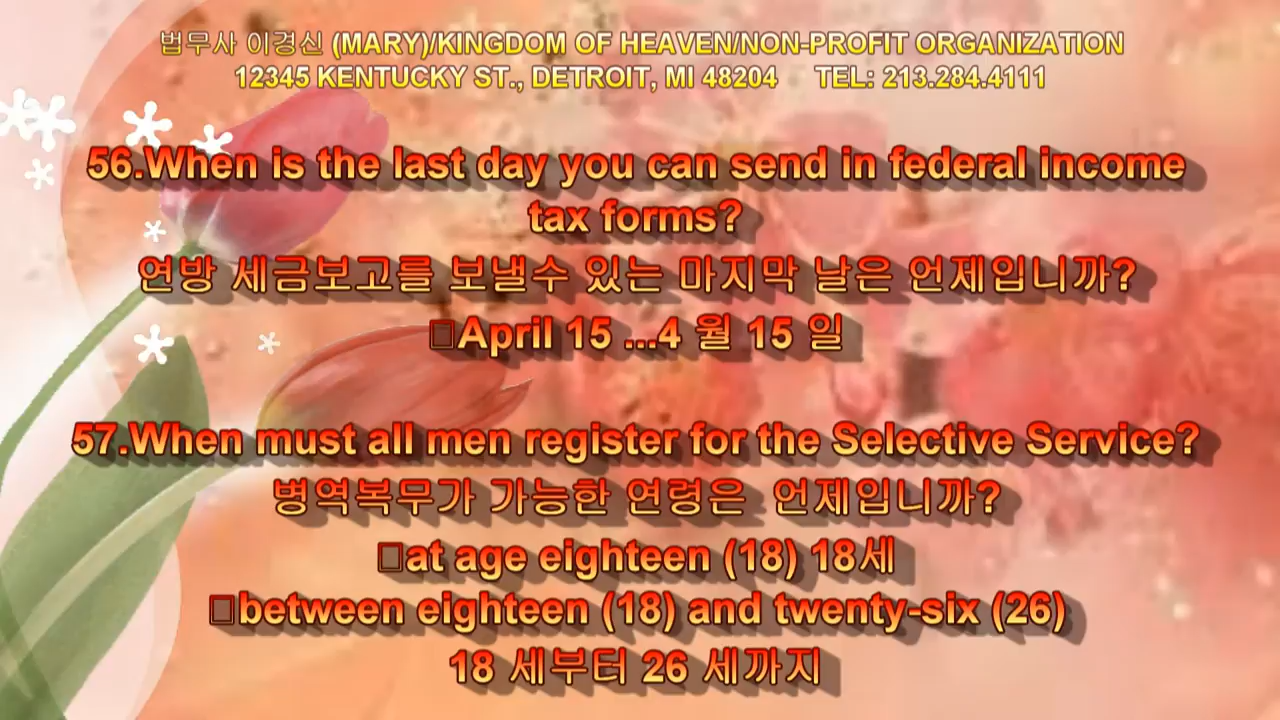 법무사 이경신 (MARY)/KINGDOM OF HEAVEN/NON-PROFIT ORGANIZATION
12345 KENTUCKY ST., DETROIT, MI 48204 TEL: 213.284.4111
56.When is the last day you can send in federal income
tax forms?
연방 세금보고를 보낼수 있는 마지막 날은 언제입니까?
□April 15 ...4 월 15 일
57.When must all men register for the Selective Service?
병역복무가 가능한 연령은 언제입니까?
□at age eighteen (18) 18세
□between eighteen (18) and twenty-six (26)
18 세부터 26 세까지